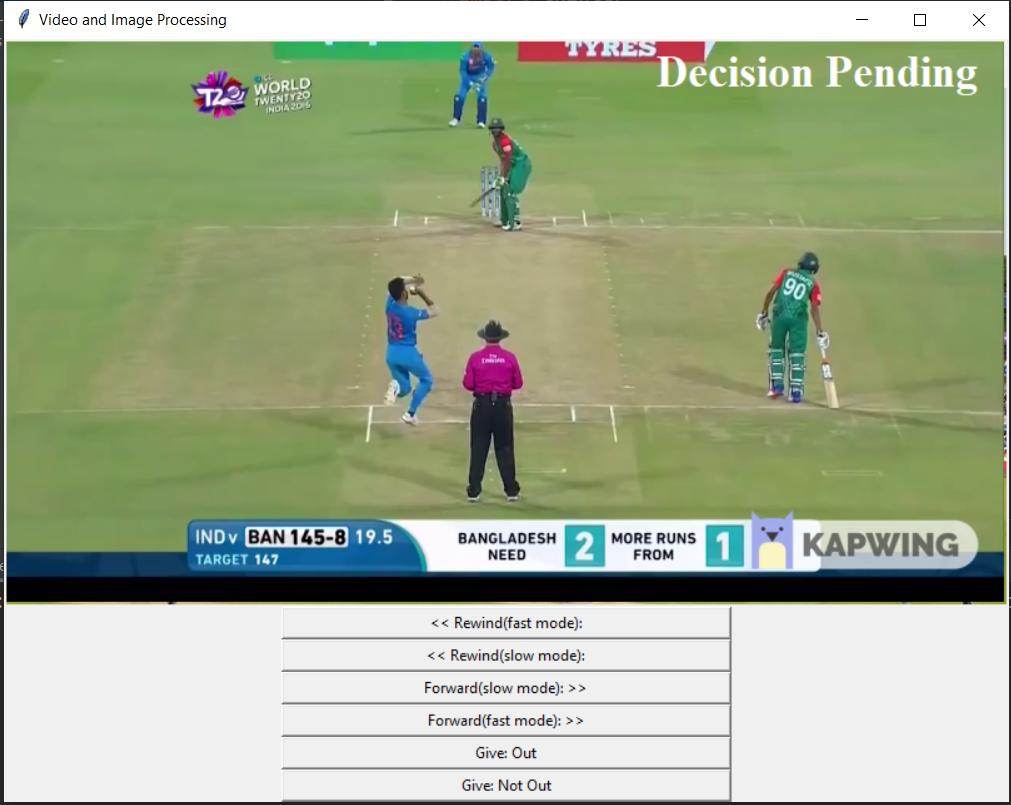 Video and Image Processing
TYRES
Decision Pending
T20
WORLD
TWENTY20
INDIA 2016
90
Fly
Emirates
IND v BAN 145-8 19.5
TARGET 147
BANGLADESH
NEED
2
MORE RUNS
FROM
1
KAPWING
<< Rewind(fast mode):
<< Rewind(slow mode):
Forward(slow mode): >>
Forward(fast mode): >>
Give: Out
Give: Not Out